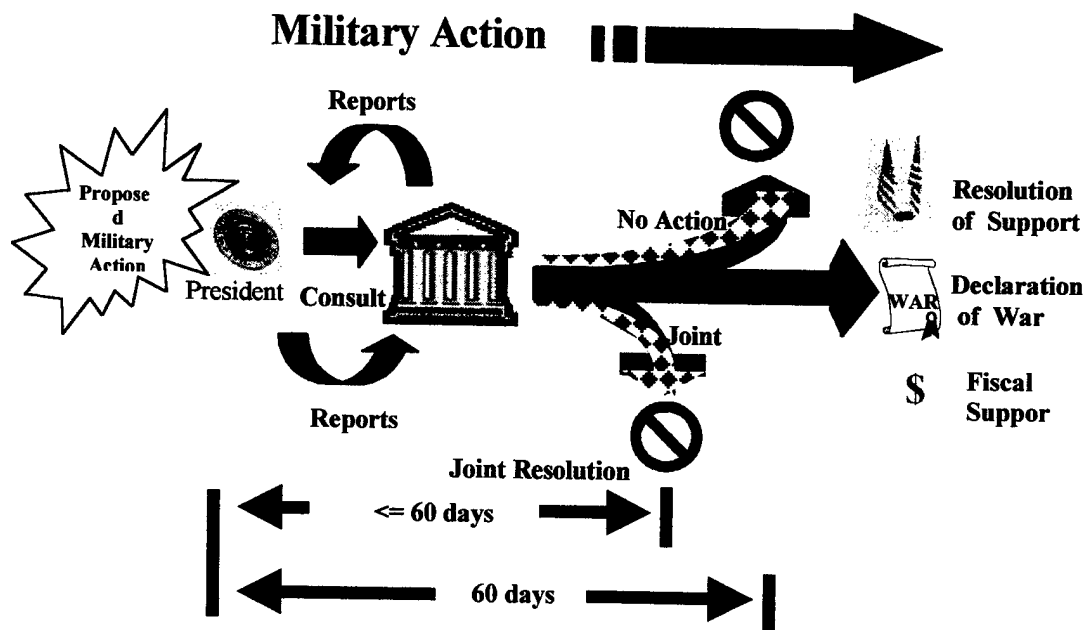 Military Action
Reports
Propose
d
Military
Action
President
Consult
Reports
No Action
Joint
Resolution
of Support
WAR
Declaration
of War
$ Fiscal
Suppor
Joint Resolution
<= 60 days
60 days